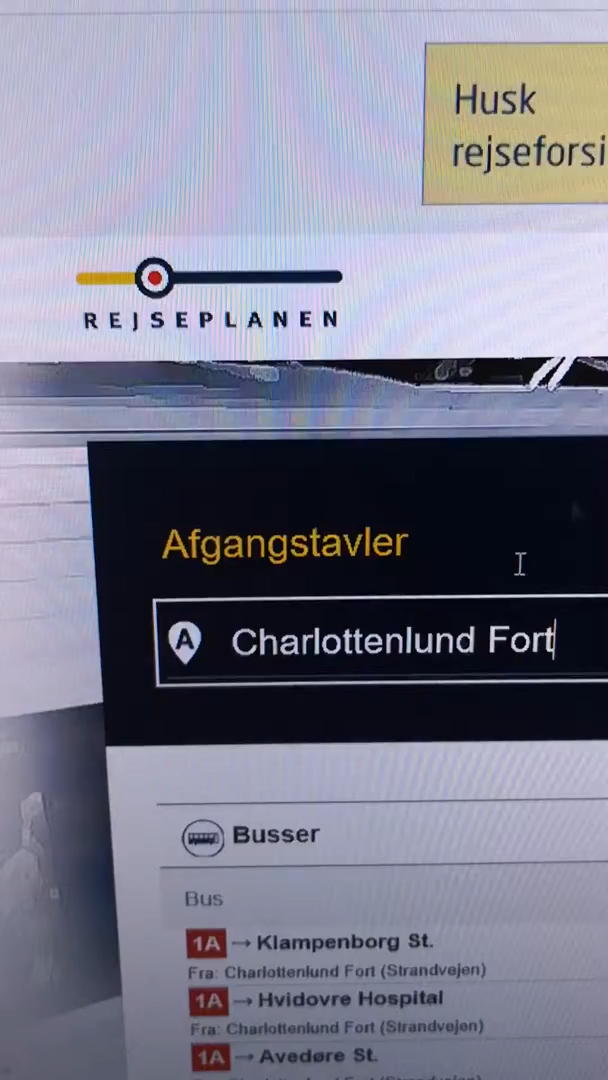 Husk
rejseforsi
REJSEPLANEN
Afgangstavler
A Charlottenlund Fort
Busser
Bus
1A → Klampenborg St.
Fra: Charlottenlund Fort (Strandvejen)
1A → Hvidovre Hospital
Fra: Charlottenlund Fort (Strandvejen)
1A → Avedøre St.